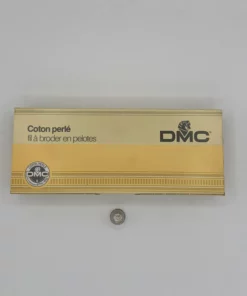 Coton perlé
fil à broder en pelotes
DMC
DMC